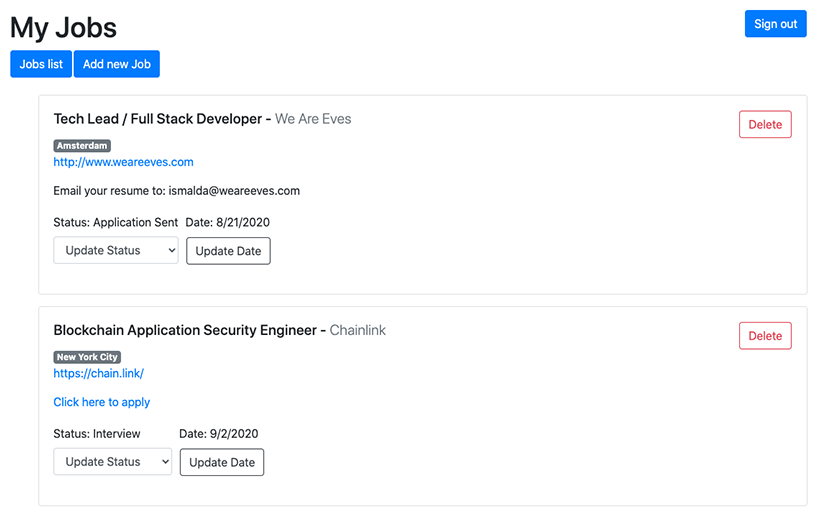 My Jobs
Sign out
Jobs list
Add new Job
Tech Lead / Full Stack Developer - We Are Eves
Delete
Amsterdam
http://www.weareeves.com
Email your resume to: ismalda@weareeves.com
Status: Application Sent Date: 8/21/2020
Update Status Update Date
Blockchain Application Security Engineer - Chainlink
Delete
New York City
https://chain.link/
Click here to apply
Status: Interview Date: 9/2/2020
Update Status Update Date